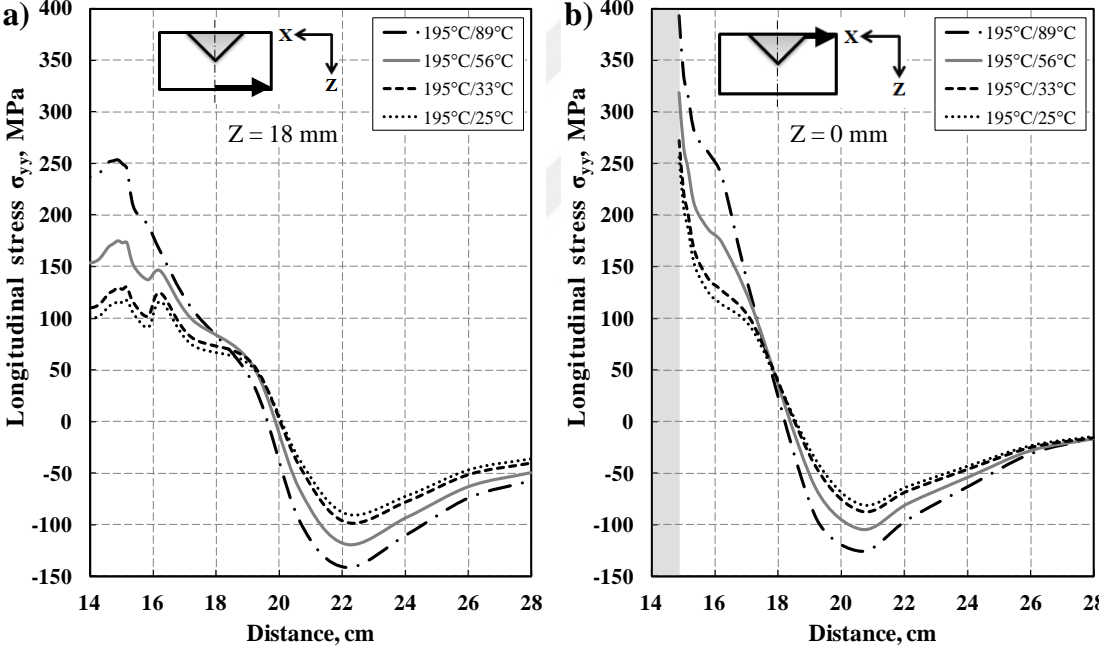 a)
400
350
300
250
200
150
100
50
0
-50
-100
-150
Longitudinal stress σyy, MPa
X
Z
Z = 18 mm
195°C/89°C
195°C/56°C
195°C/33°C
195°C/25°C
14 16 18 20 22 24 26 28
Distance, cm
b)
400
350
300
250
200
150
100
50
0
-50
-100
-150
Longitudinal stress σyy, MPa
X
Z
Z = 0 mm
195°C/89°C
195°C/56°C
195°C/33°C
195°C/25°C
14 16 18 20 22 24 26 28
Distance, cm